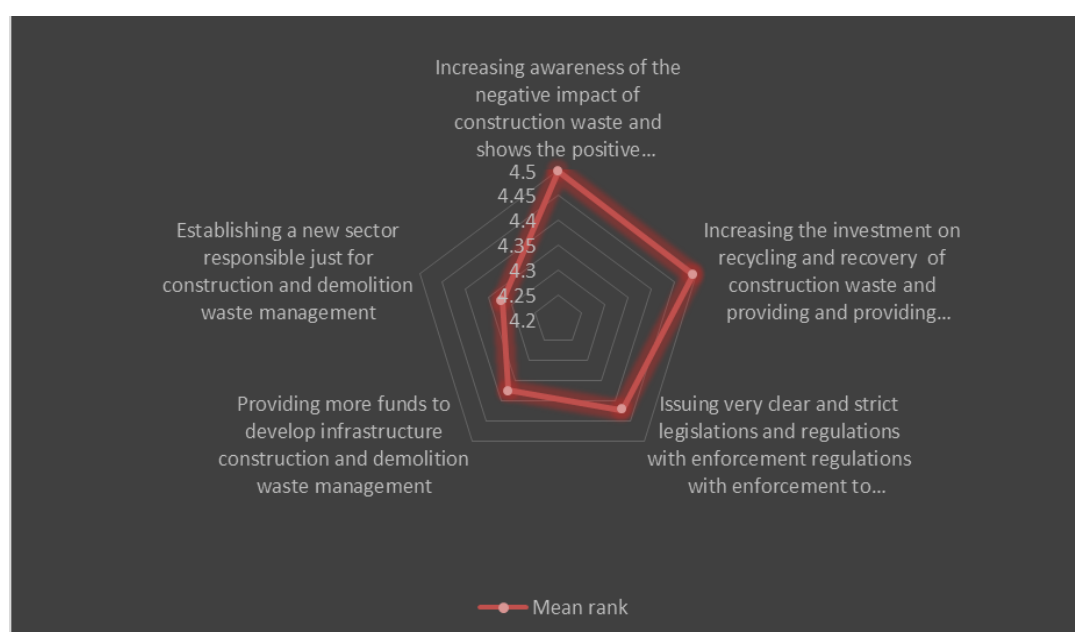 Increasing awareness of the
negative impact of
construction waste and
shows the positive...
4.5
4.45
4.4
4.35
4.3
4.25
4.2
Increasing the investment on
recycling and recovery of
construction waste and
providing and providing...
Issuing very clear and strict
legislations and regulations
with enforcement regulations
with enforcement to...
Providing more funds to
develop infrastructure
construction and demolition
waste management
Establishing a new sector
responsible just for
construction and demolition
waste management
Mean rank